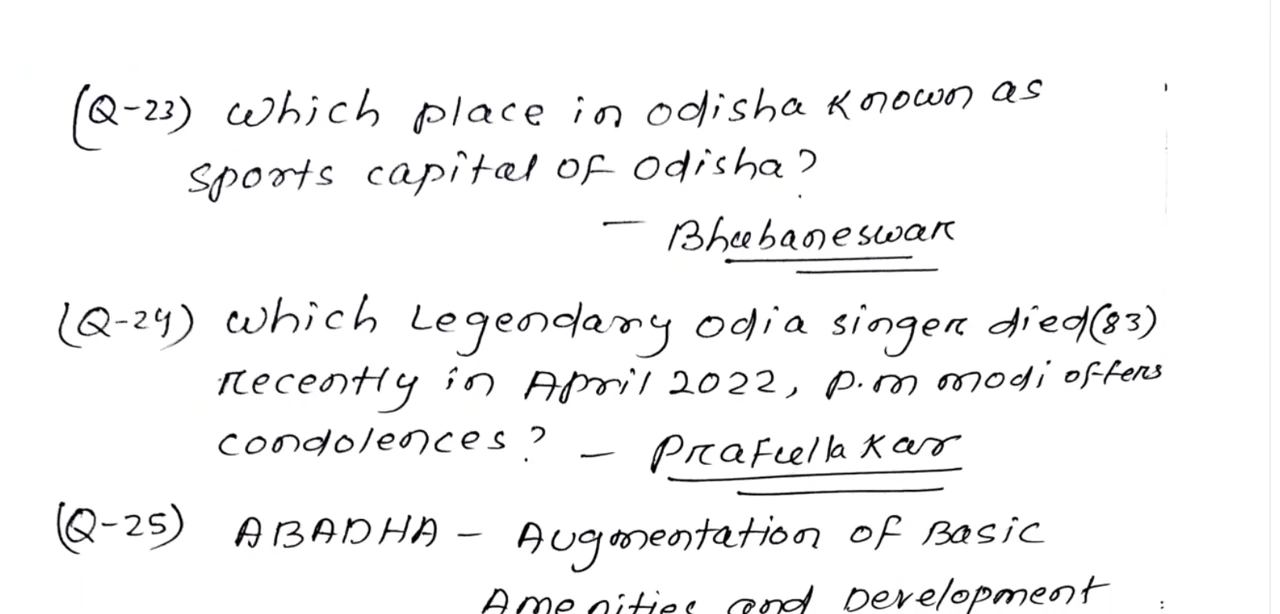 (Q-23) Which place in odisha known as
sports capital of odisha?
- Bhubaneswar
(Q-24) Which Legendary odia singer died(83)
recently in April 2022, P.m modi offers
condolences? - Prafulla Kar
(Q-25) ABADHA - Augmentation of Basic
Amenities and Development